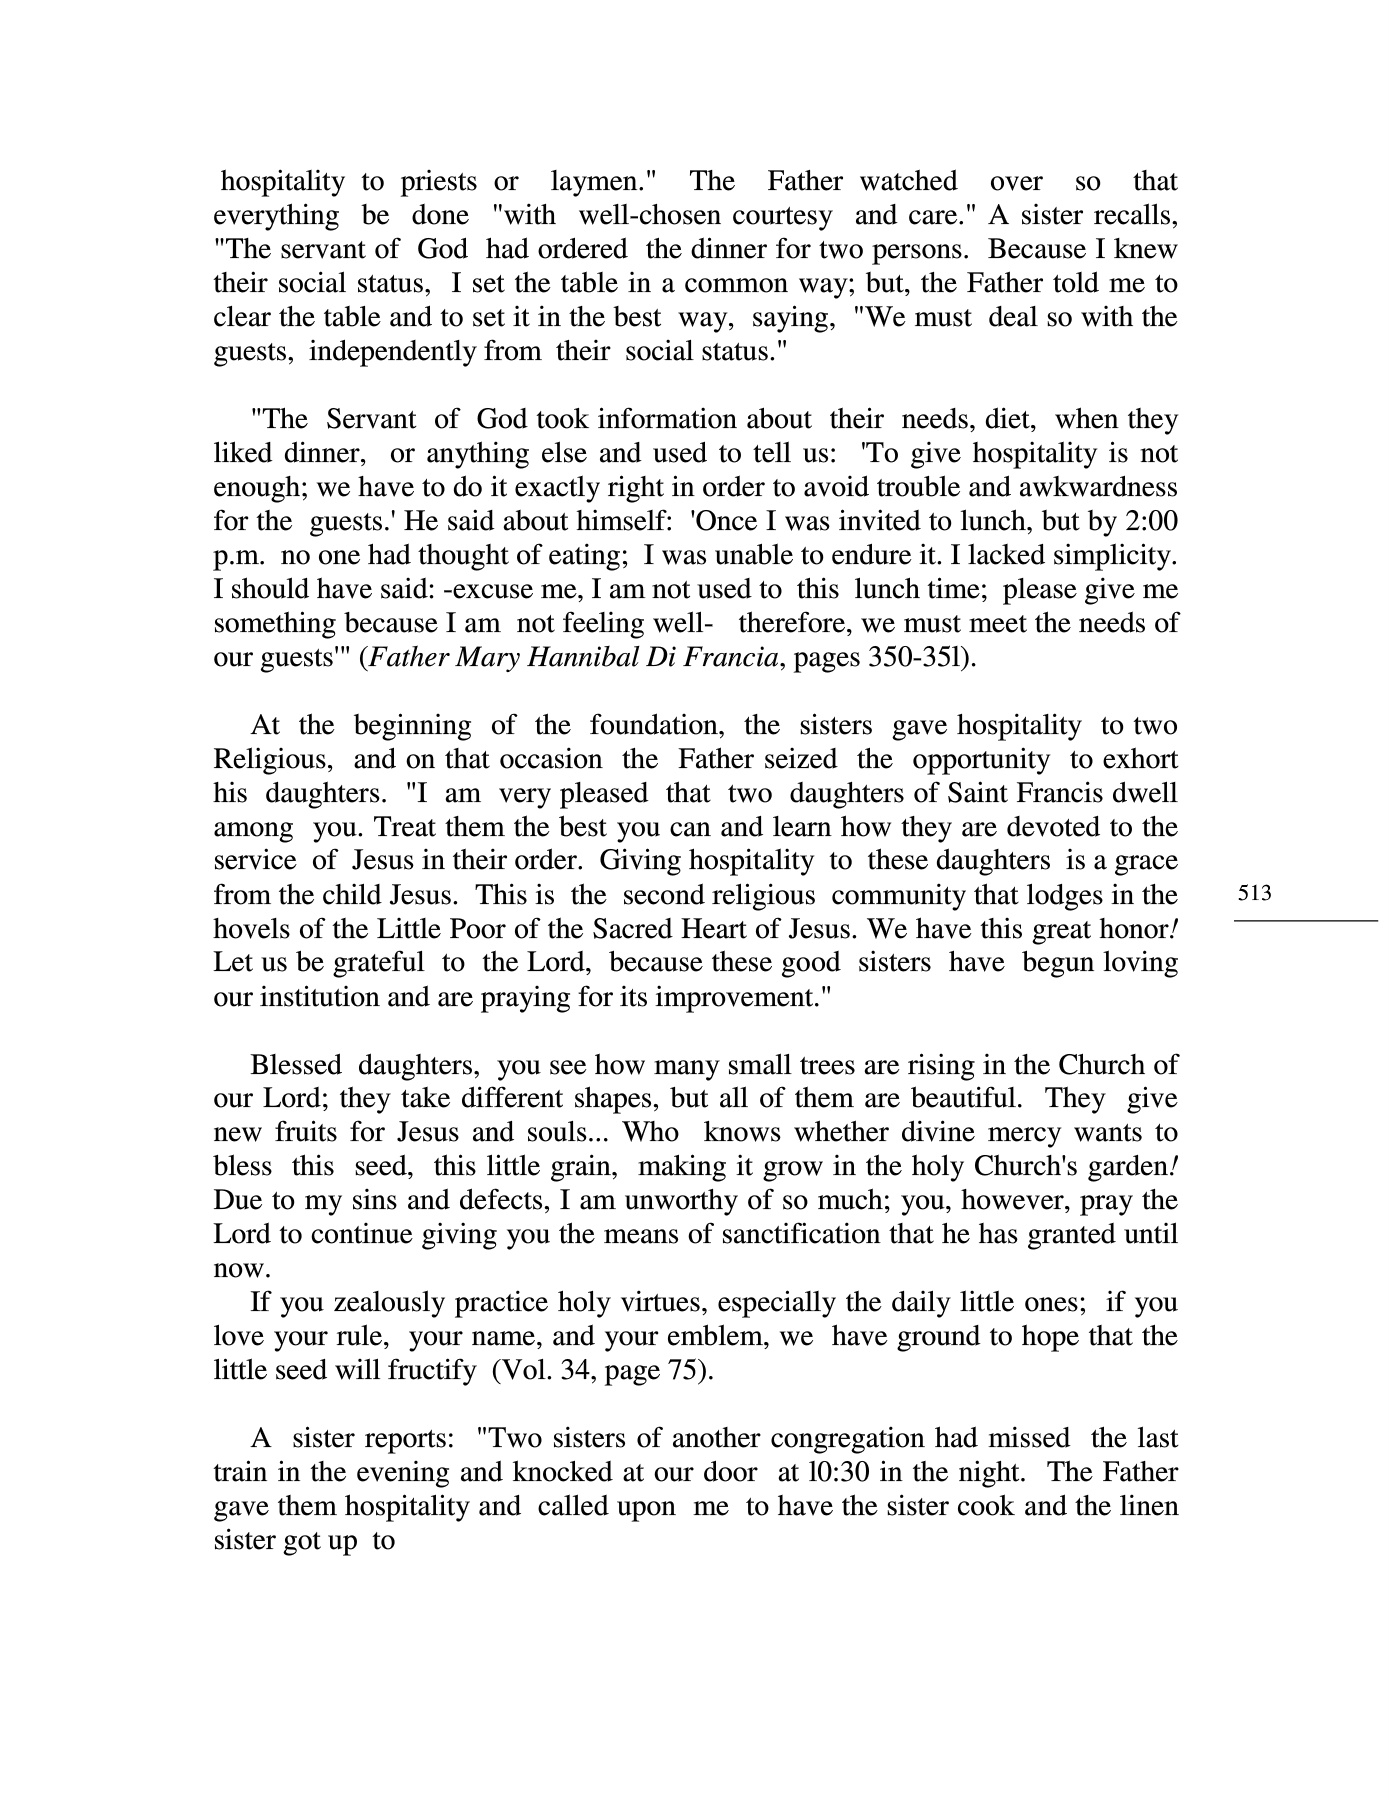 hospitality to priests or laymen." The Father watched over so that
everything be done "with well-chosen courtesy and care." A sister recalls,
"The servant of God had ordered the dinner for two persons. Because I knew
their social status, I set the table in a common way; but, the Father told me to
clear the table and to set it in the best way, saying, "We must deal so with the
guests, independently from their social status."
"The Servant of God took information about their needs, diet, when they
liked dinner, or anything else and used to tell us: 'To give hospitality is not
enough; we have to do it exactly right in order to avoid trouble and awkwardness
for the guests.' He said about himself: 'Once I was invited to lunch, but by 2:00
p.m. no one had thought of eating; I was unable to endure it. I lacked simplicity.
I should have said: -excuse me, I am not used to this lunch time; please give me
something because I am not feeling well- therefore, we must meet the needs of
our guests'" (Father Mary Hannibal Di Francia, pages 350-35l).
At the beginning of the foundation, the sisters gave hospitality to two
Religious, and on that occasion the Father seized the opportunity to exhort
his daughters. "I am very pleased that two daughters of Saint Francis dwell
among you. Treat them the best you can and learn how they are devoted to the
service of Jesus in their order. Giving hospitality to these daughters is a grace
from the child Jesus. This is the second religious community that lodges in the
hovels of the Little Poor of the Sacred Heart of Jesus. We have this great honor!
Let us be grateful to the Lord, because these good sisters have begun loving
our institution and are praying for its improvement."
Blessed daughters, you see how many small trees are rising in the Church of
our Lord; they take different shapes, but all of them are beautiful. They give
new fruits for Jesus and souls... Who knows whether divine mercy wants to
bless this seed, this little grain, making it grow in the holy Church's garden!
Due to my sins and defects, I am unworthy of so much; you, however, pray the
Lord to continue giving you the means of sanctification that he has granted until
now.
If you zealously practice holy virtues, especially the daily little ones; if you
love your rule, your name, and your emblem, we have ground to hope that the
little seed will fructify (Vol. 34, page 75).
A sister reports: "Two sisters of another congregation had missed the last
train in the evening and knocked at our door at l0:30 in the night. The Father
gave them hospitality and called upon me to have the sister cook and the linen
sister got up to
513